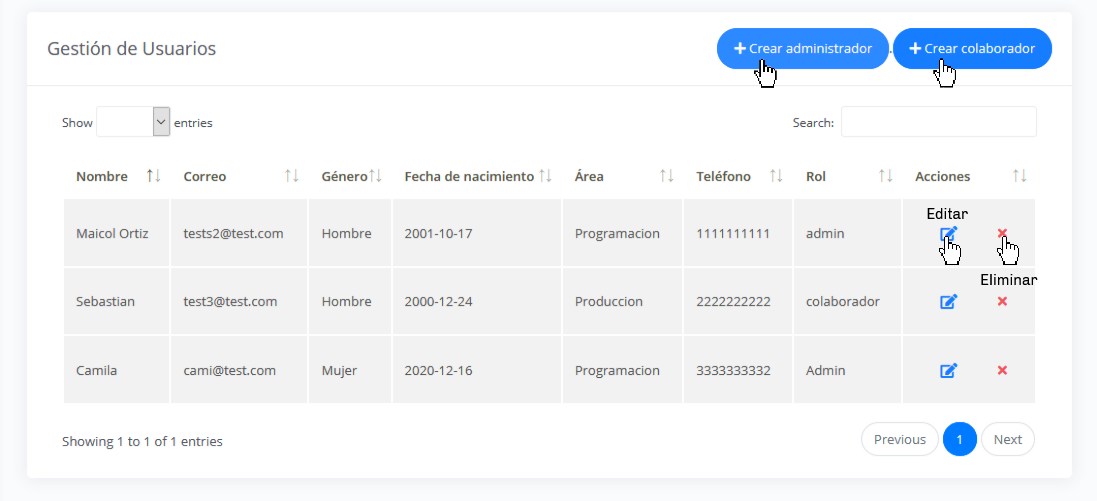 Gestión de Usuarios
Crear administrador
Crear colaborador
Show entries
Search:
Nombre Correo Género Fecha de nacimiento Área Teléfono Rol Acciones
Editar
Maicol Ortiz tests2@test.com Hombre 2001-10-17 Programacion 1111111111 admin
Eliminar
Sebastian test3@test.com Hombre 2000-12-24 Produccion 2222222222 colaborador
Camila cami@test.com Mujer 2020-12-16 Programacion 3333333332 Admin
Showing 1 to 1 of 1 entries
Previous 1 Next